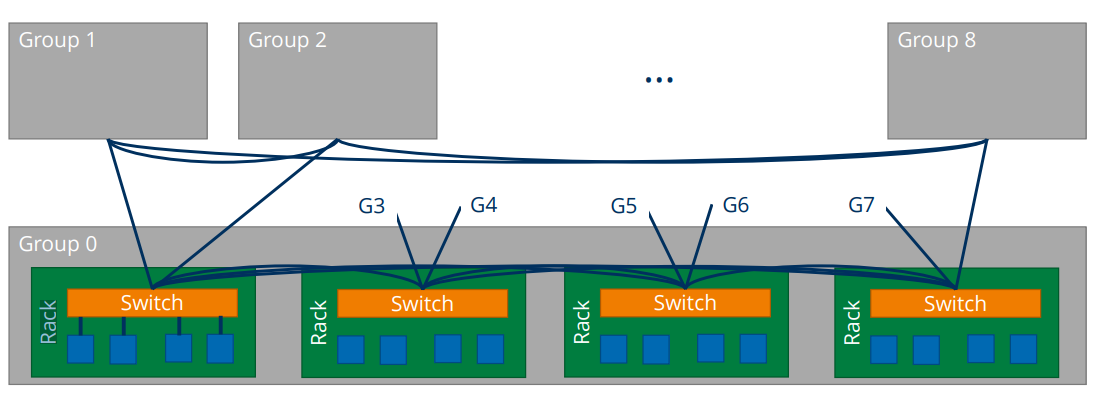 Group 1
Group 2
...
Group 8
G3
G4
G5
G6
G7
Group 0
Rack
Switch
Rack
Switch
Rack
Switch
Rack
Switch